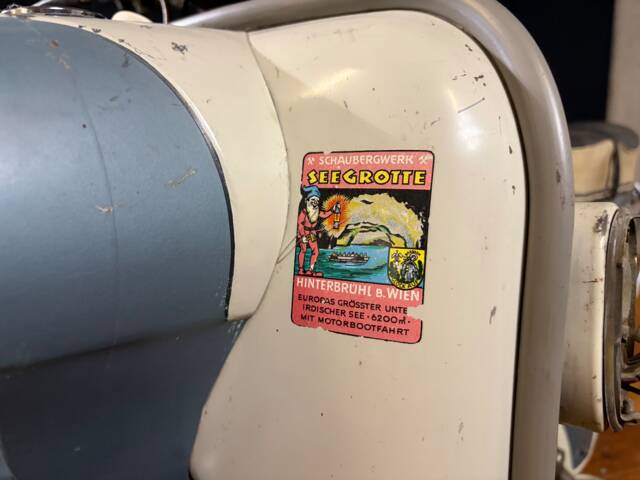 SCHAUBERGWERK
SEEGROTTE
HINTERBRÜHL B. WIEN
EUROPAS GRÖSSTER UNTE
IRDISCHER SEE · 6200m²·
MIT MOTORBOOTFAHRT